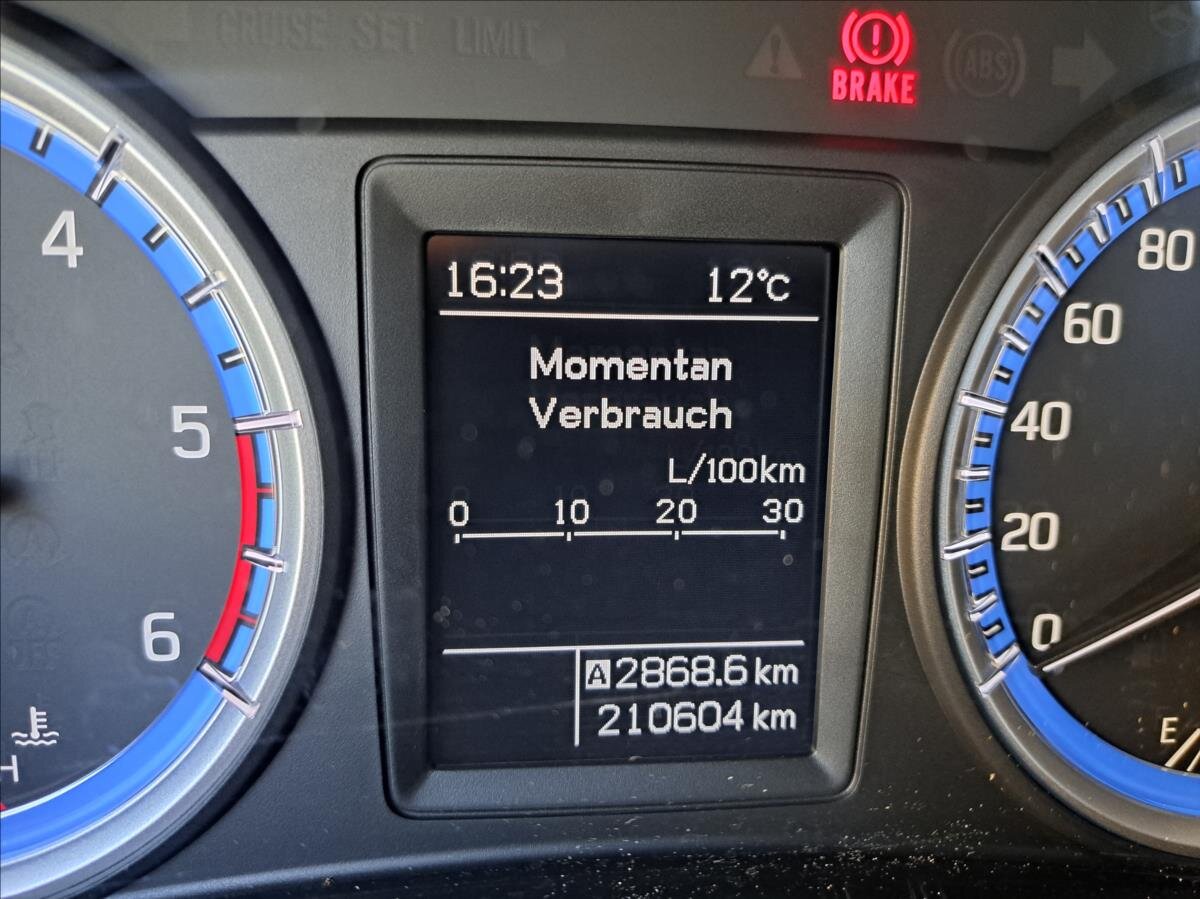 CRUISE SET LIMIT
!
BRAKE
ABS
16:23 12°C
Momentan
Verbrauch
L/100km
0 10 20 30
A 2868.6 km
210604 km
4
5
6
H
80
60
40
20
0
E